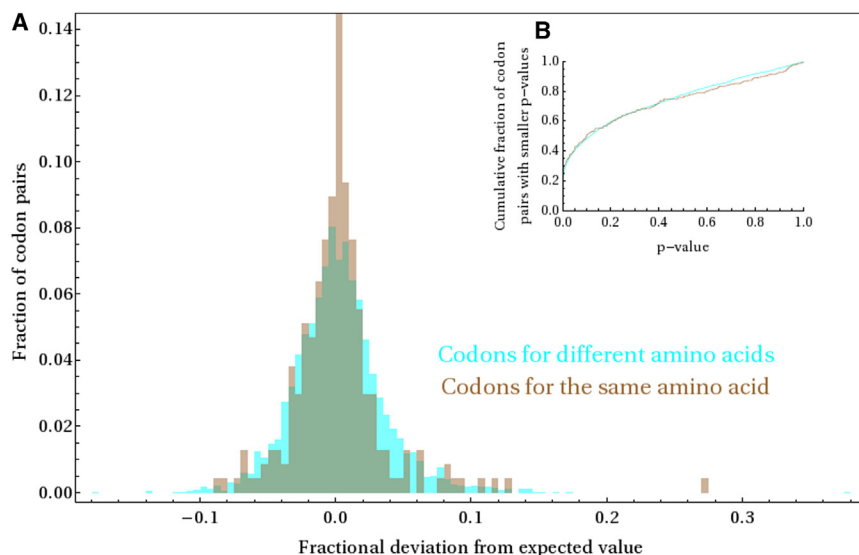 A
B
0.14
0.12
0.10
0.08
0.06
0.04
0.02
0.00
Fraction of codon pairs
−0.1
0.0
0.1
0.2
0.3
Fractional deviation from expected value
Cumulative fraction of codon
pairs with smaller p−values
1.0
0.8
0.6
0.4
0.2
0.0
0.0
0.2
0.4
0.6
0.8
1.0
p−value
Codons for different amino acids
Codons for the same amino acid